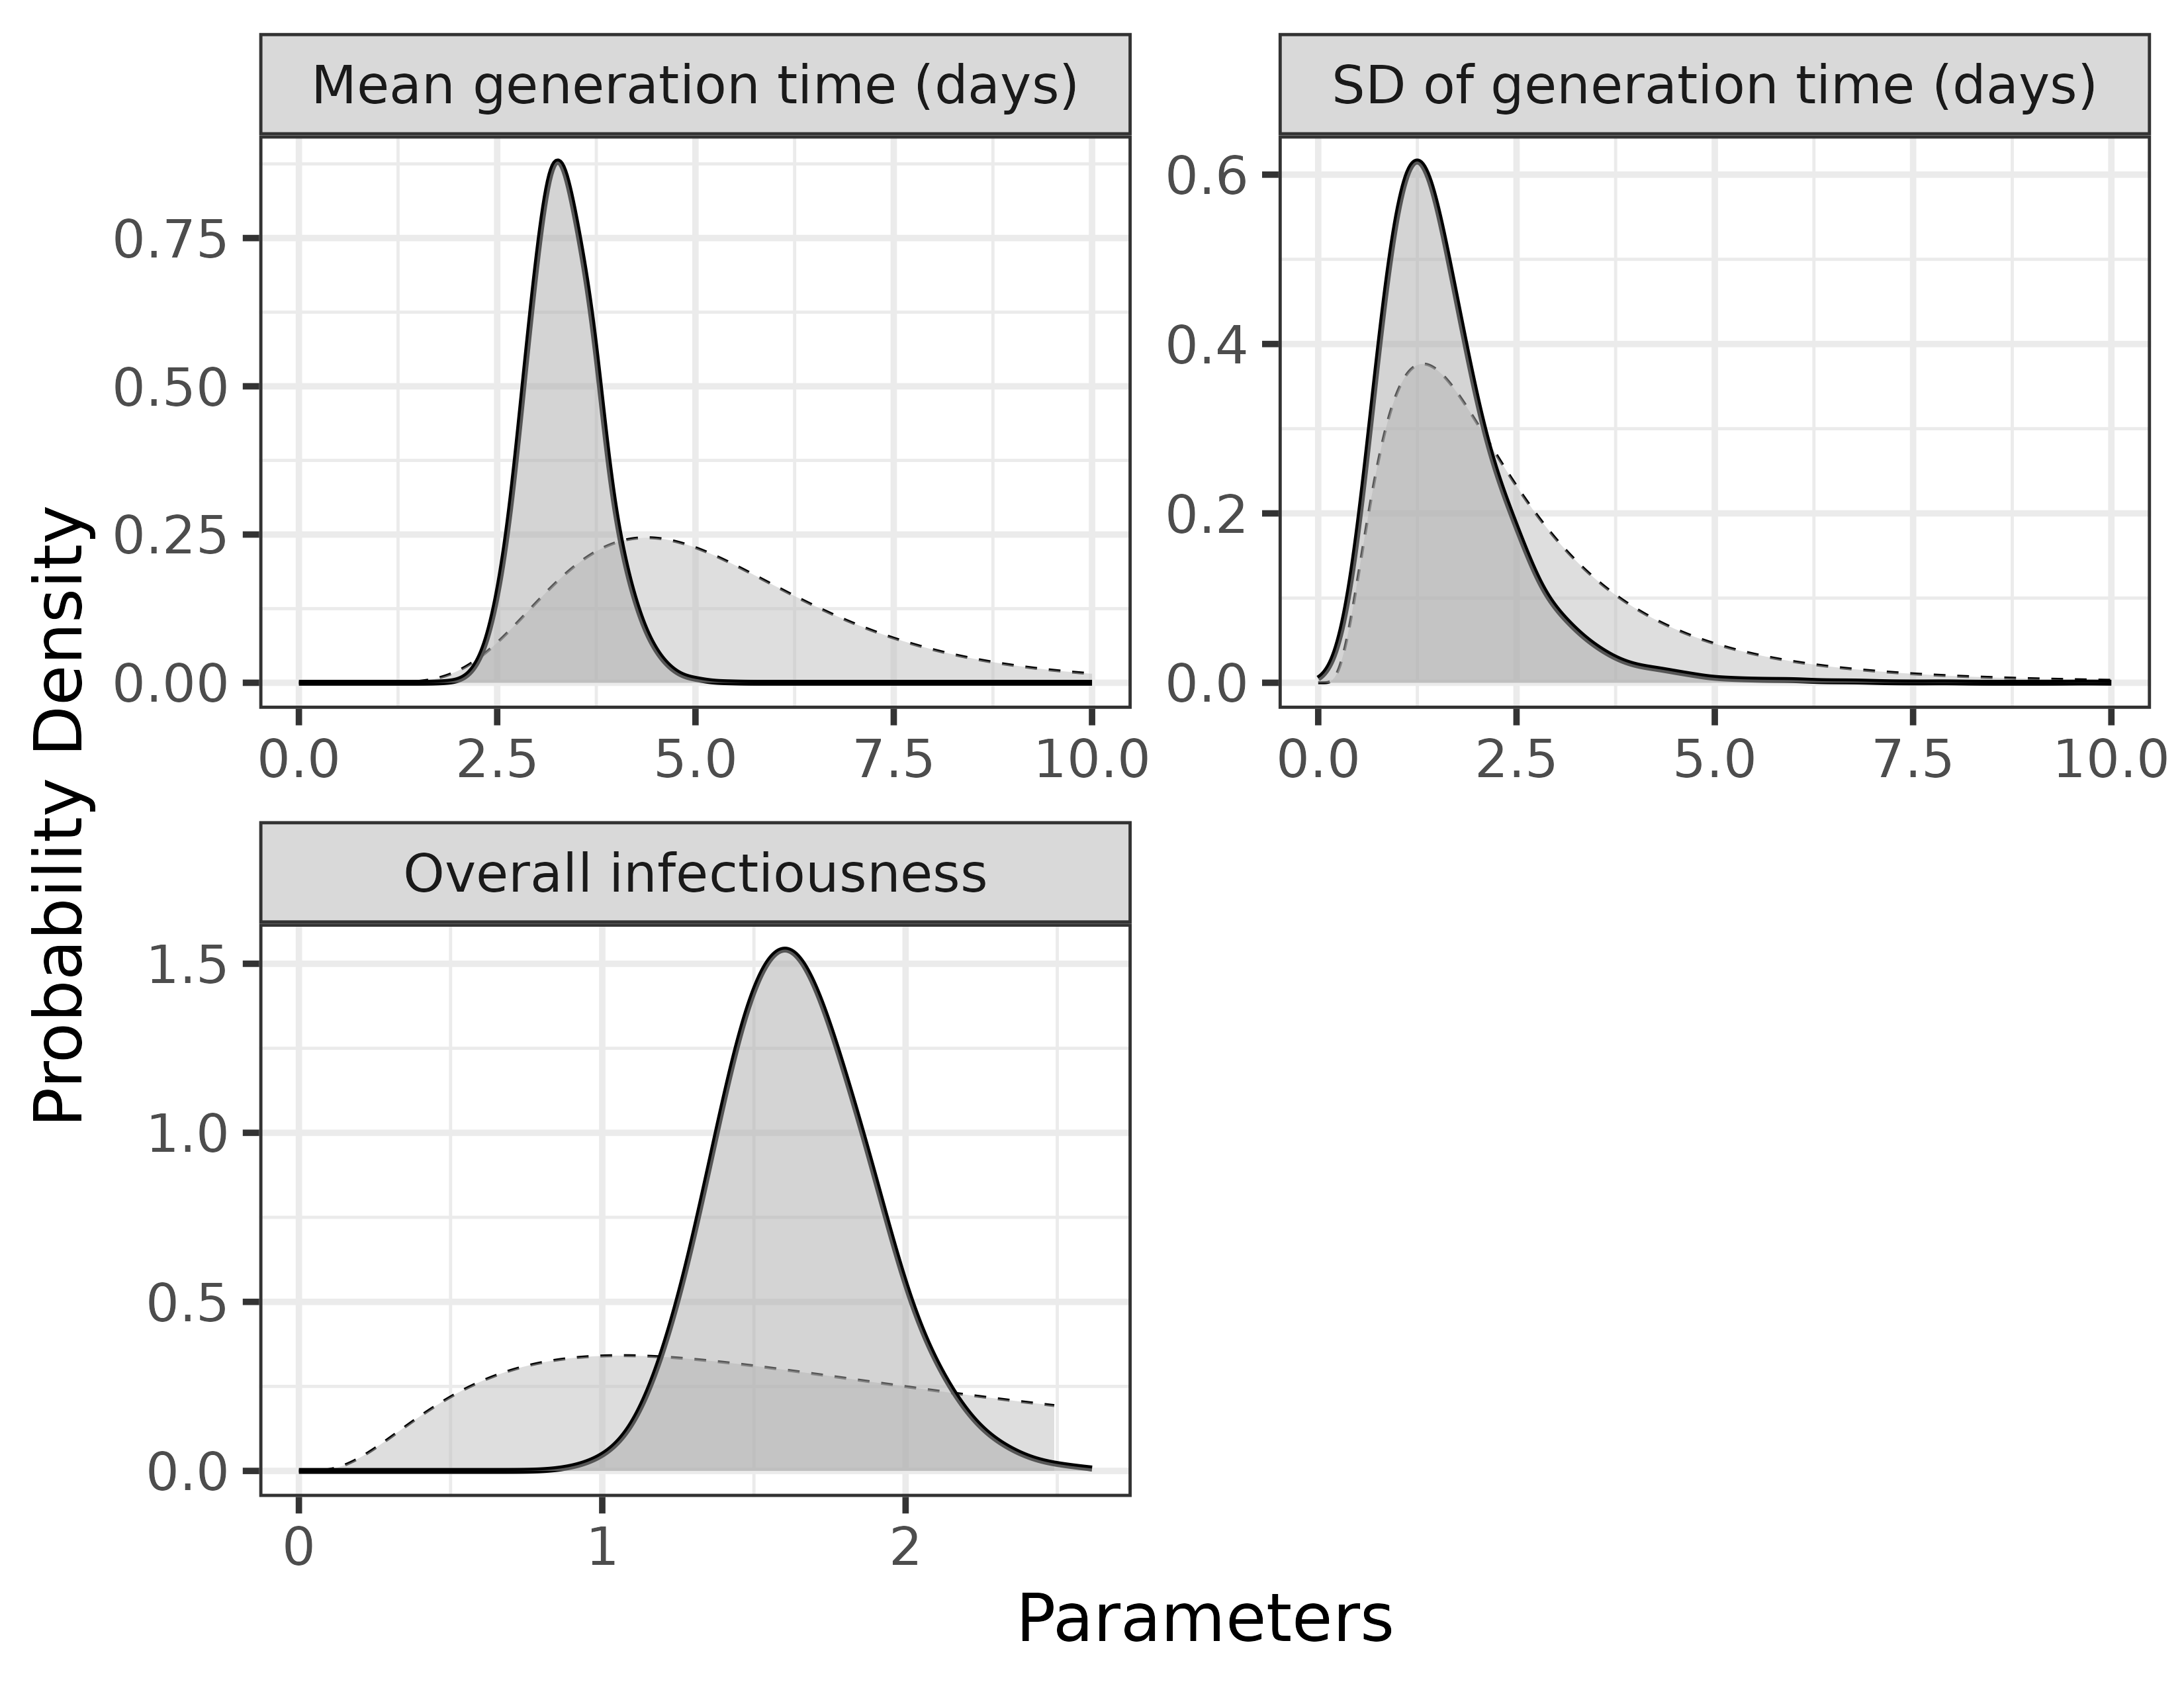 Mean generation time (days)
SD of generation time (days)
0.75
0.50
0.25
0.00
0.0 2.5 5.0 7.5 10.0
0.6
0.4
0.2
0.0
0.0 2.5 5.0 7.5 10.0
Overall infectiousness
1.5
1.0
0.5
0.0
0 1 2
Probability Density
Parameters